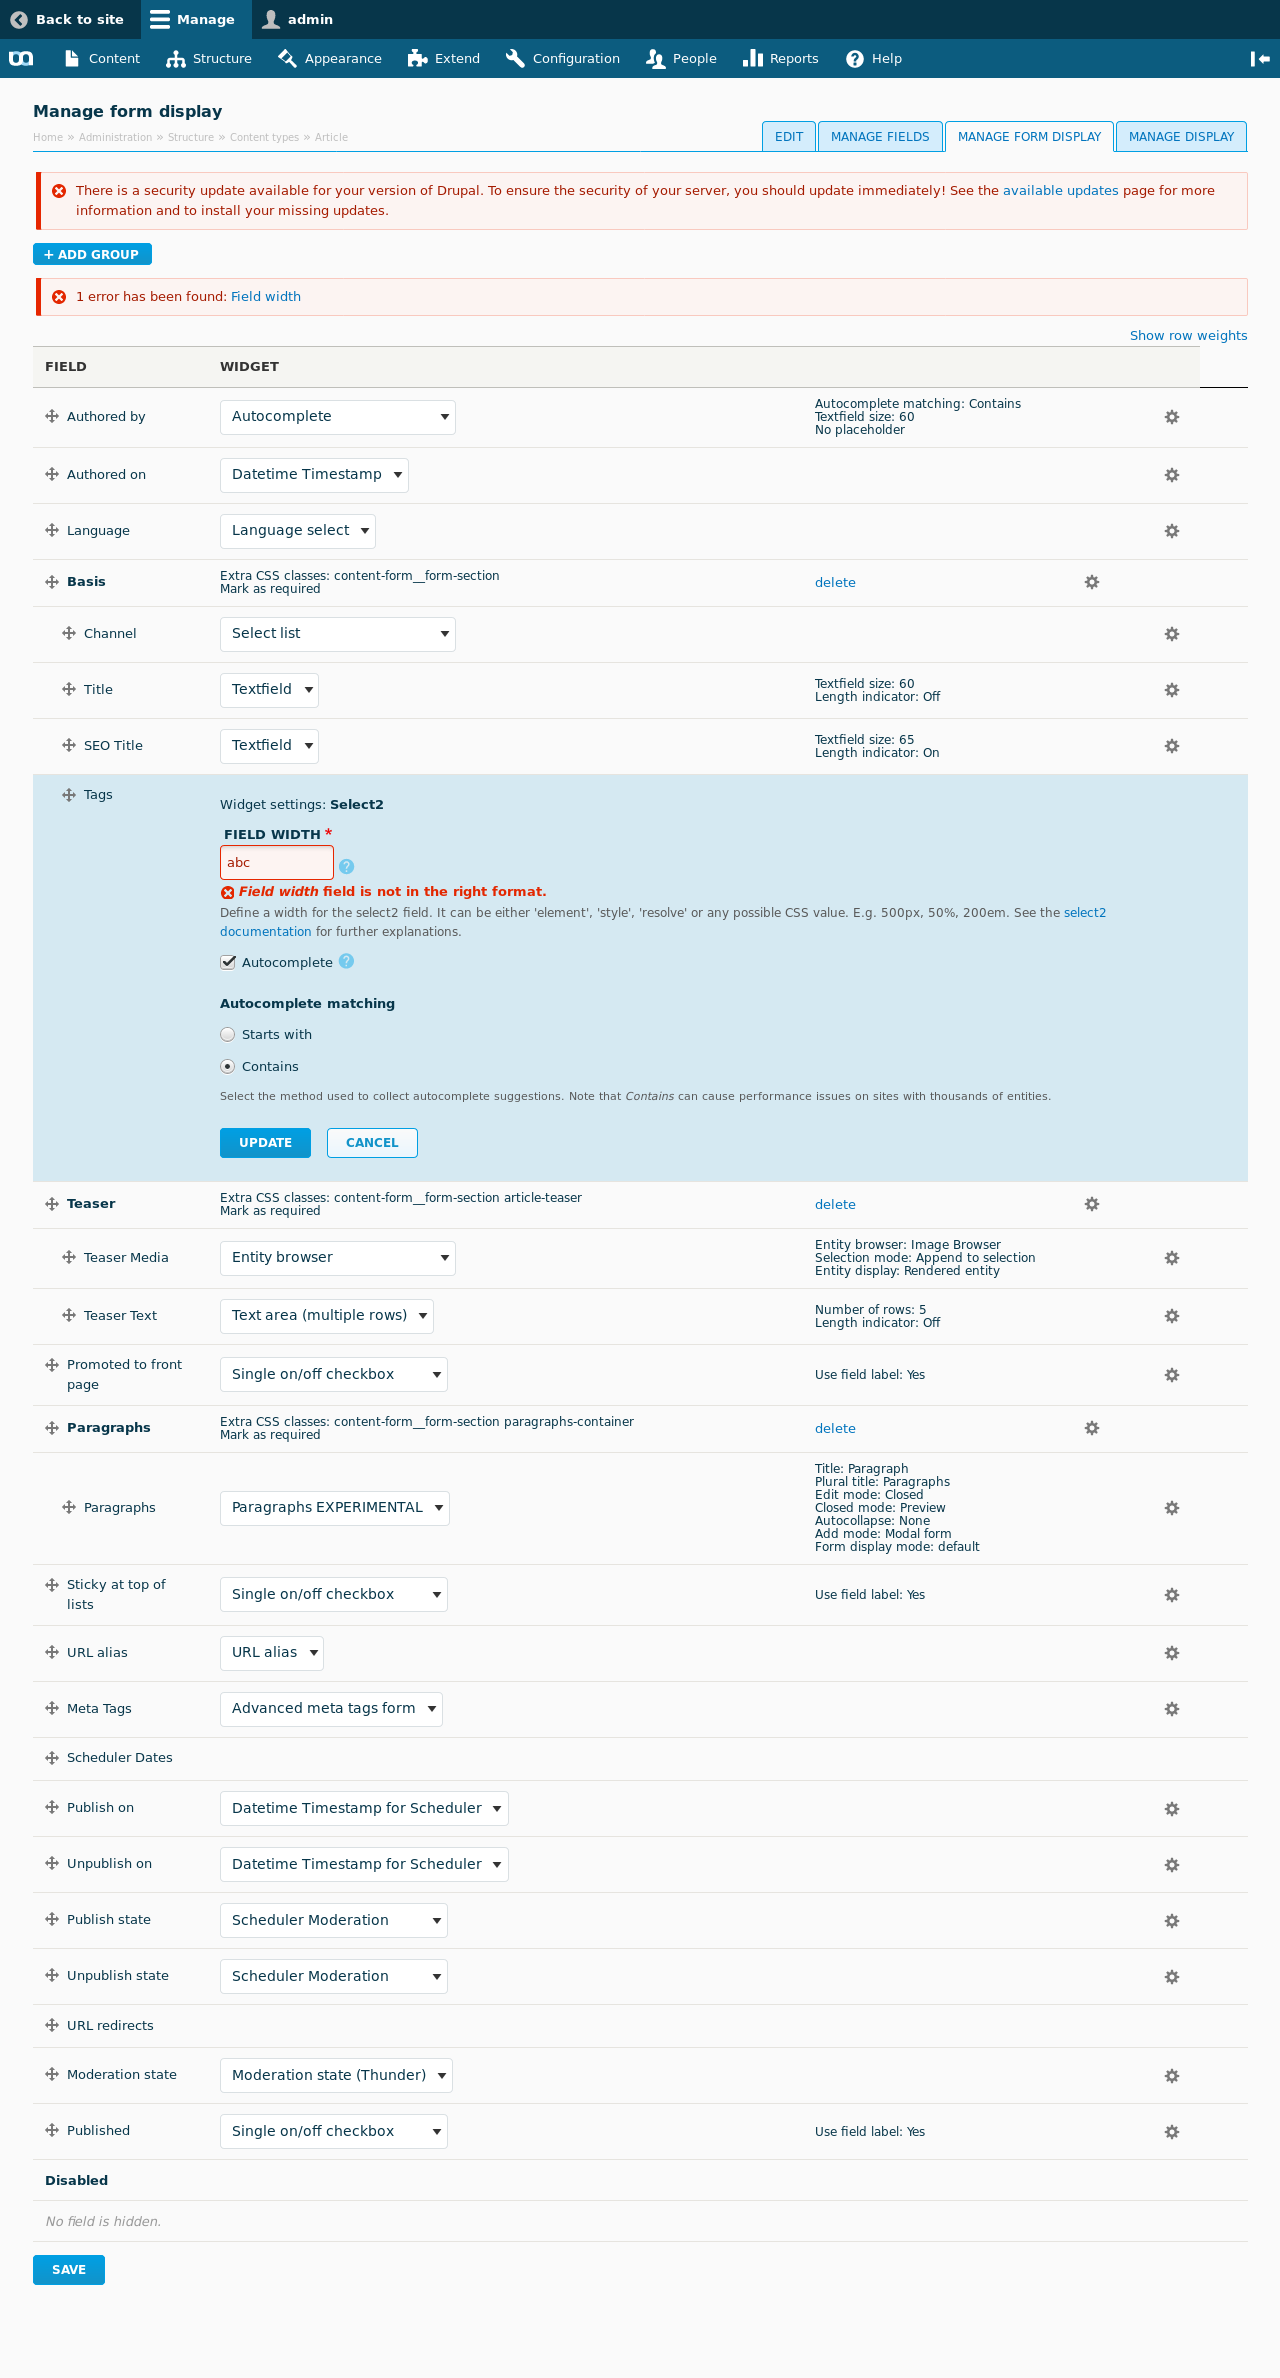 Back to site Manage admin
Content Structure Appearance Extend Configuration People Reports Help
Manage form display
Home » Administration » Structure » Content types » Article
EDIT MANAGE FIELDS MANAGE FORM DISPLAY MANAGE DISPLAY
There is a security update available for your version of Drupal. To ensure the security of your server, you should update immediately! See the available updates page for more
information and to install your missing updates.
+ ADD GROUP
1 error has been found: Field width
Show row weights
FIELD WIDGET
Authored by Autocomplete
Autocomplete matching: Contains
Textfield size: 60
No placeholder
Authored on Datetime Timestamp
Language Language select
Basis
Extra CSS classes: content-form__form-section
Mark as required
delete
Channel Select list
Title Textfield
Textfield size: 60
Length indicator: Off
SEO Title Textfield
Textfield size: 65
Length indicator: On
Tags
Widget settings: Select2
FIELD WIDTH *
abc ?
Field width field is not in the right format.
Define a width for the select2 field. It can be either 'element', 'style', 'resolve' or any possible CSS value. E.g. 500px, 50%, 200em. See the select2
documentation for further explanations.
Autocomplete ?
Autocomplete matching
Starts with
Contains
Select the method used to collect autocomplete suggestions. Note that Contains can cause performance issues on sites with thousands of entities.
UPDATE CANCEL
Teaser
Extra CSS classes: content-form__form-section article-teaser
Mark as required
delete
Teaser Media Entity browser
Entity browser: Image Browser
Selection mode: Append to selection
Entity display: Rendered entity
Teaser Text Text area (multiple rows)
Number of rows: 5
Length indicator: Off
Promoted to front
page
Single on/off checkbox Use field label: Yes
Paragraphs
Extra CSS classes: content-form__form-section paragraphs-container
Mark as required
delete
Paragraphs Paragraphs EXPERIMENTAL
Title: Paragraph
Plural title: Paragraphs
Edit mode: Closed
Closed mode: Preview
Autocollapse: None
Add mode: Modal form
Form display mode: default
Sticky at top of
lists
Single on/off checkbox Use field label: Yes
URL alias URL alias
Meta Tags Advanced meta tags form
Scheduler Dates
Publish on Datetime Timestamp for Scheduler
Unpublish on Datetime Timestamp for Scheduler
Publish state Scheduler Moderation
Unpublish state Scheduler Moderation
URL redirects
Moderation state Moderation state (Thunder)
Published Single on/off checkbox Use field label: Yes
Disabled
No field is hidden.
SAVE